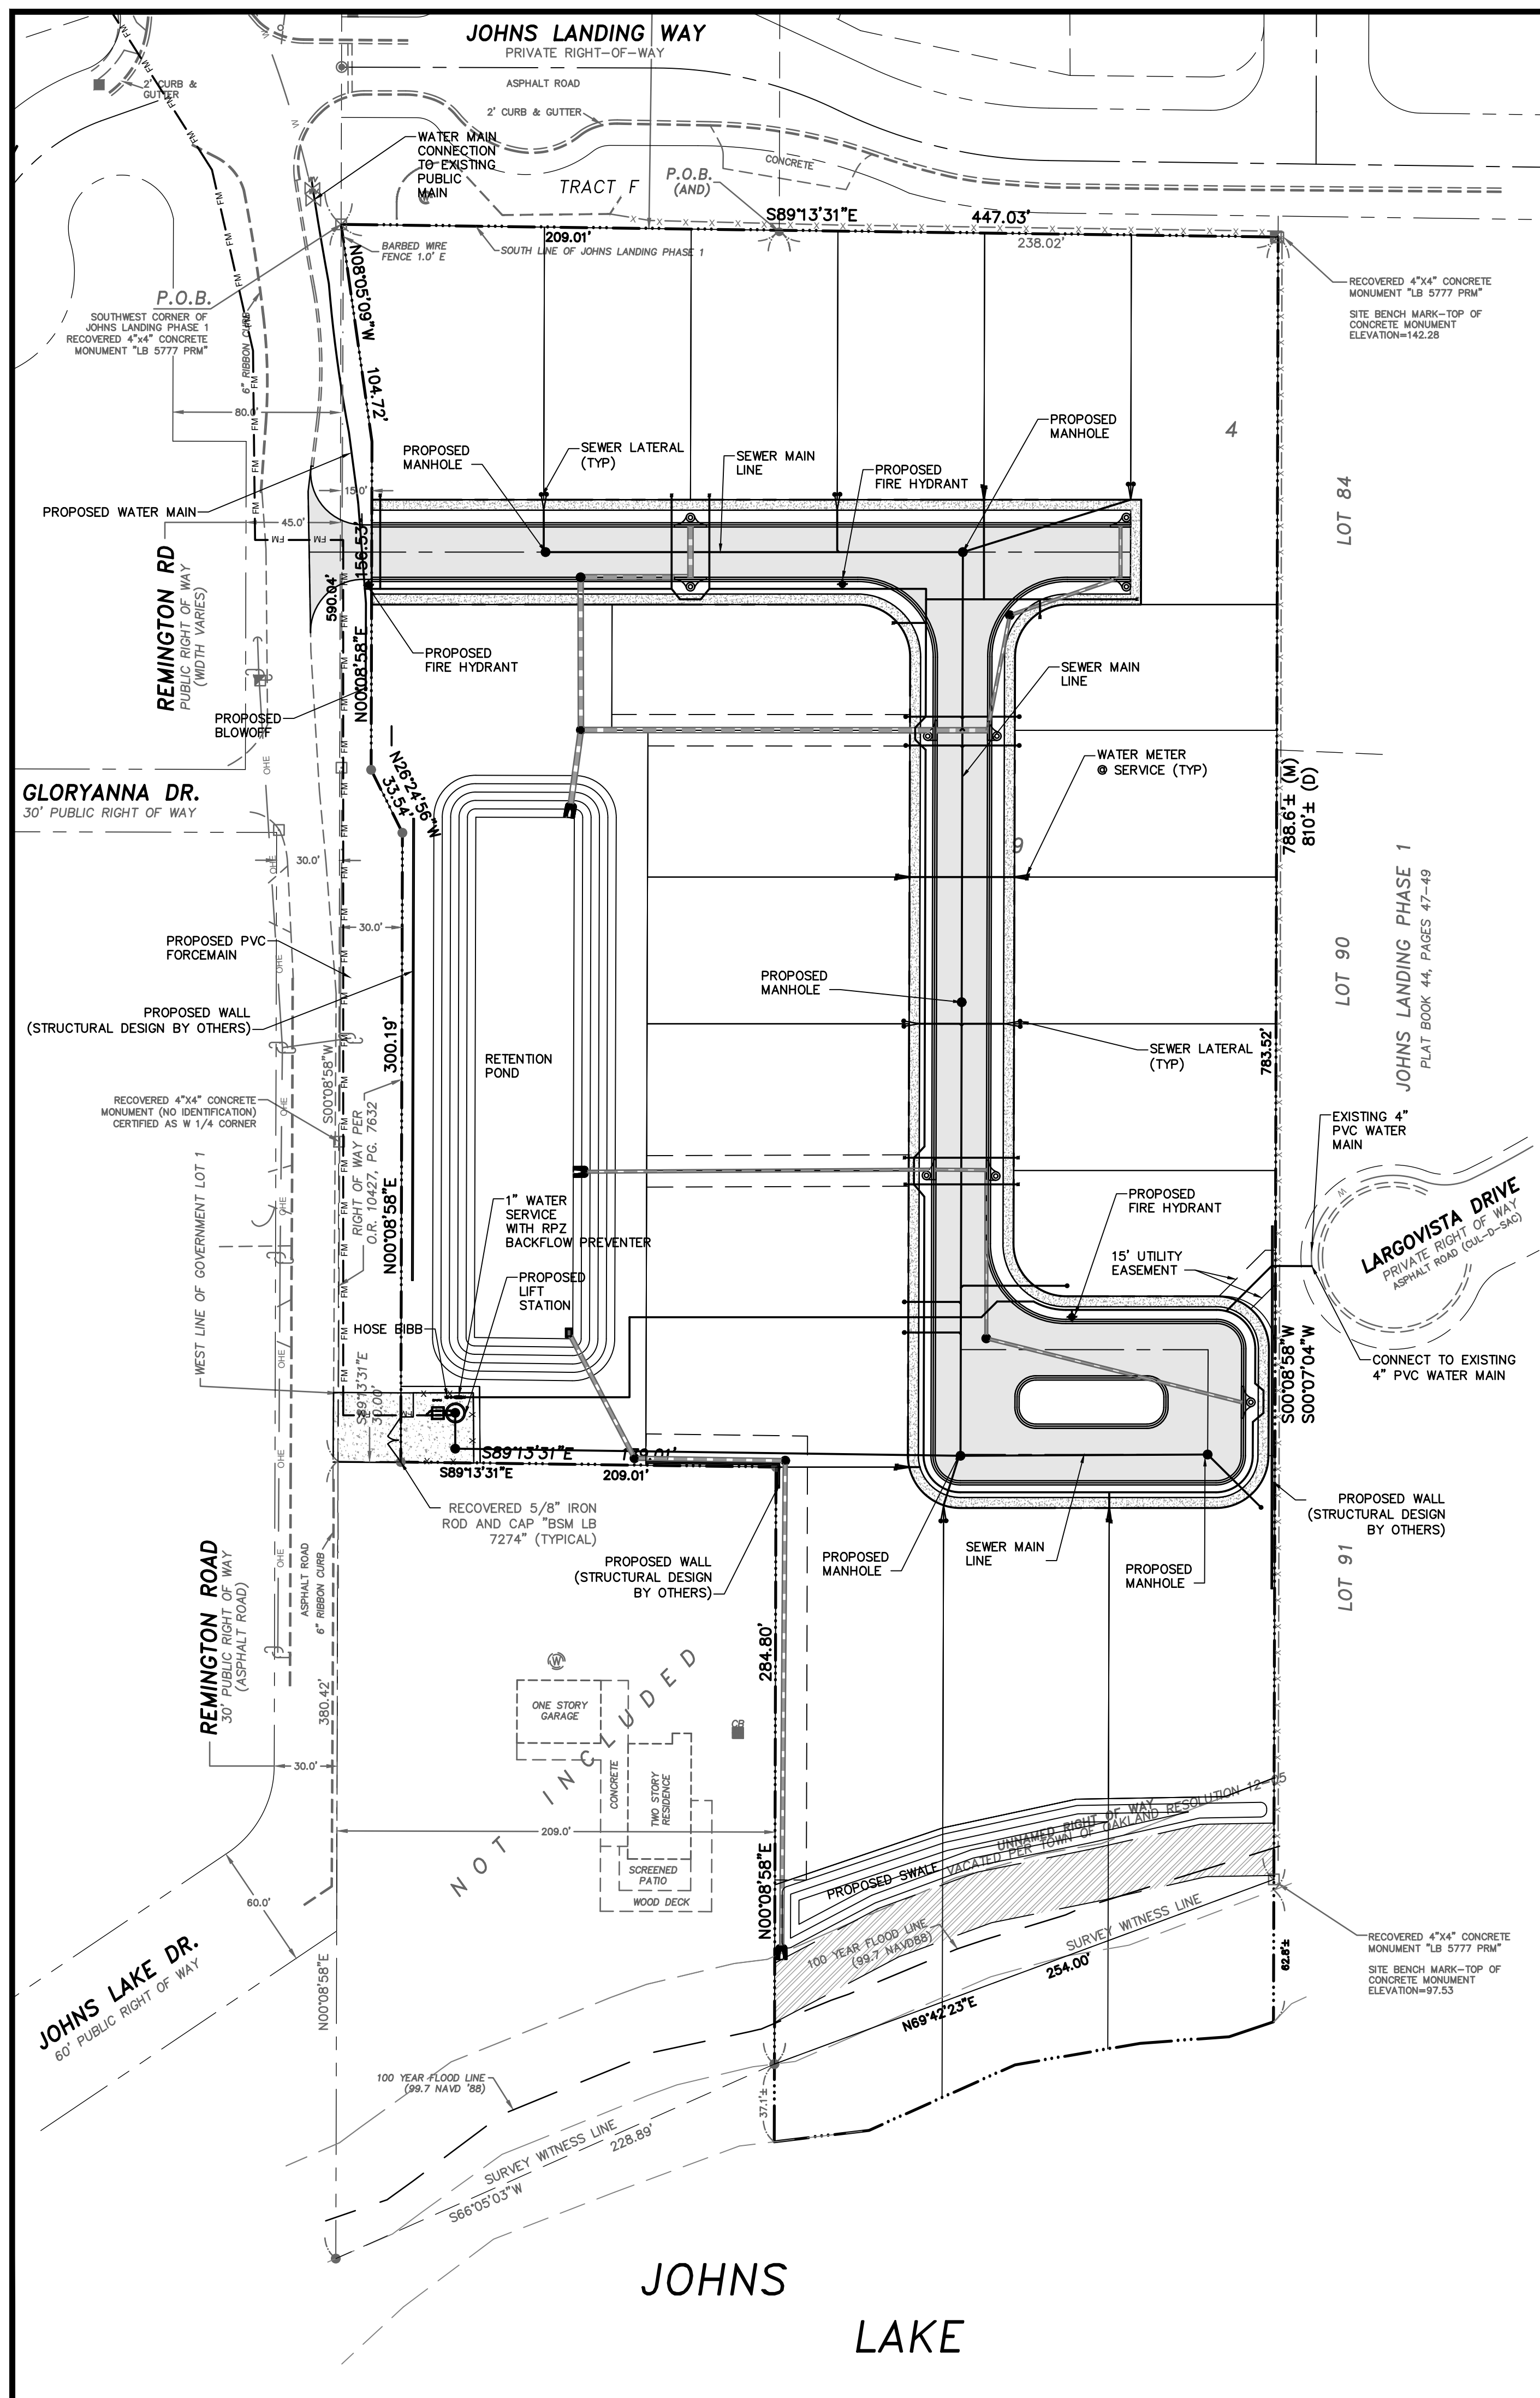 JOHNS LANDING WAY
PRIVATE RIGHT-OF-WAY
ASPHALT ROAD
2' CURB &
GUTTER
2' CURB & GUTTER
WATER MAIN
CONNECTION
TO EXISTING
PUBLIC
MAIN
CONCRETE
TRACT F
P.O.B.
(AND)
S89°13'31"E
447.03'
209.01'
238.02'
BARBED WIRE
FENCE 1.0' E
SOUTH LINE OF JOHNS LANDING PHASE 1
P.O.B.
SOUTHWEST CORNER OF
JOHNS LANDING PHASE 1
RECOVERED 4"x4" CONCRETE
MONUMENT "LB 5777 PRM"
RECOVERED 4"X4" CONCRETE
MONUMENT "LB 5777 PRM"
SITE BENCH MARK-TOP OF
CONCRETE MONUMENT
ELEVATION=142.28
N08°05'09"W
104.72'
6" RIBBON CURB
80.0'
PROPOSED
MANHOLE
SEWER LATERAL
(TYP)
SEWER MAIN
LINE
PROPOSED
FIRE HYDRANT
PROPOSED
MANHOLE
4
LOT 84
15.0'
PROPOSED WATER MAIN
45.0'
FM
REMINGTON RD
PUBLIC RIGHT OF WAY
(WIDTH VARIES)
590.04'
156.53'
N00°08'58"E
PROPOSED
FIRE HYDRANT
SEWER MAIN
LINE
PROPOSED
BLOWOFF
N26°24'56"W
33.54'
GLORYANNA DR.
30' PUBLIC RIGHT OF WAY
OHE
30.0'
30.0'
WATER METER
@ SERVICE (TYP)
9
788.6'± (M)
810'± (D)
PROPOSED PVC
FORCEMAIN
PROPOSED WALL
(STRUCTURAL DESIGN BY OTHERS)
PROPOSED
MANHOLE
LOT 90
JOHNS LANDING PHASE 1
PLAT BOOK 44, PAGES 47-49
300.19'
S00°08'58"W
RETENTION
POND
SEWER LATERAL
(TYP)
783.52'
RECOVERED 4"X4" CONCRETE
MONUMENT (NO IDENTIFICATION)
CERTIFIED AS W 1/4 CORNER
EXISTING 4"
PVC WATER
MAIN
WEST LINE OF GOVERNMENT LOT 1
RIGHT OF WAY PER
O.R. 10427, PG. 7632
N00°08'58"E
1" WATER
SERVICE
WITH RPZ
BACKFLOW PREVENTER
PROPOSED
FIRE HYDRANT
LARGOVISTA DRIVE
PRIVATE RIGHT OF WAY
ASPHALT ROAD (CUL-D-SAC)
15' UTILITY
EASEMENT
PROPOSED
LIFT
STATION
HOSE BIBB
S00°08'58"W
S00°07'04"W
CONNECT TO EXISTING
4" PVC WATER MAIN
S89°13'31"E
30.00'
S89°13'31"E
179.01'
S89°13'31"E
209.01'
RECOVERED 5/8" IRON
ROD AND CAP "BSM LB
7274" (TYPICAL)
PROPOSED WALL
(STRUCTURAL DESIGN
BY OTHERS)
PROPOSED WALL
(STRUCTURAL DESIGN
BY OTHERS)
PROPOSED
MANHOLE
SEWER MAIN
LINE
PROPOSED
MANHOLE
LOT 91
REMINGTON ROAD
30' PUBLIC RIGHT OF WAY
(ASPHALT ROAD)
ASPHALT ROAD
6" RIBBON CURB
380.42'
30.0'
284.80'
W
ONE STORY
GARAGE
CB
CONCRETE
TWO STORY
RESIDENCE
NOT INCLUDED
209.0'
SCREENED
PATIO
WOOD DECK
UNNAMED RIGHT OF WAY
VACATED PER TOWN OF OAKLAND RESOLUTION 12-05
PROPOSED SWALE
N00°08'58"E
100 YEAR FLOOD LINE
(99.7 NAVD88)
SURVEY WITNESS LINE
254.00'
N69°42'23"E
62.8'±
RECOVERED 4"X4" CONCRETE
MONUMENT "LB 5777 PRM"
SITE BENCH MARK-TOP OF
CONCRETE MONUMENT
ELEVATION=97.53
60.0'
JOHNS LAKE DR.
60' PUBLIC RIGHT OF WAY
N00°08'58"E
100 YEAR FLOOD LINE
(99.7 NAVD '88)
37.1'±
SURVEY WITNESS LINE
228.89'
S66°05'03"W
JOHNS
LAKE